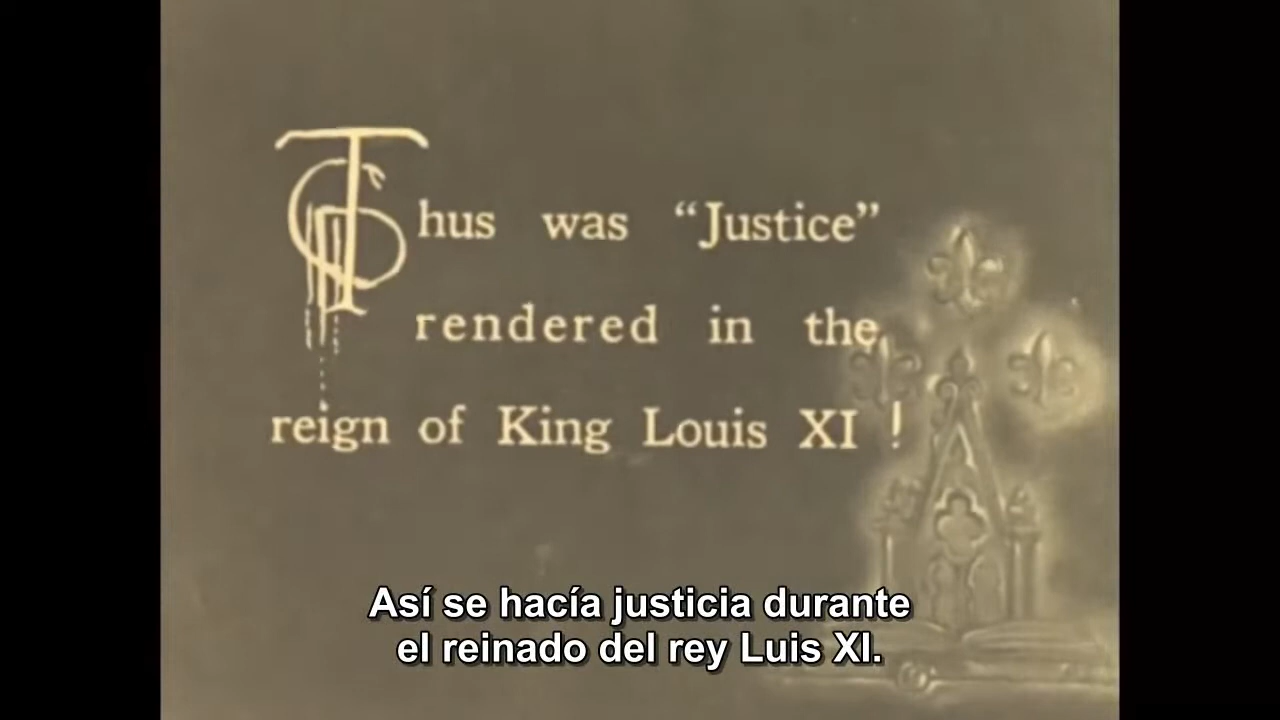 Thus was “Justice”
rendered in the
reign of King Louis XI !
Así se hacía justicia durante
el reinado del rey Luis XI.